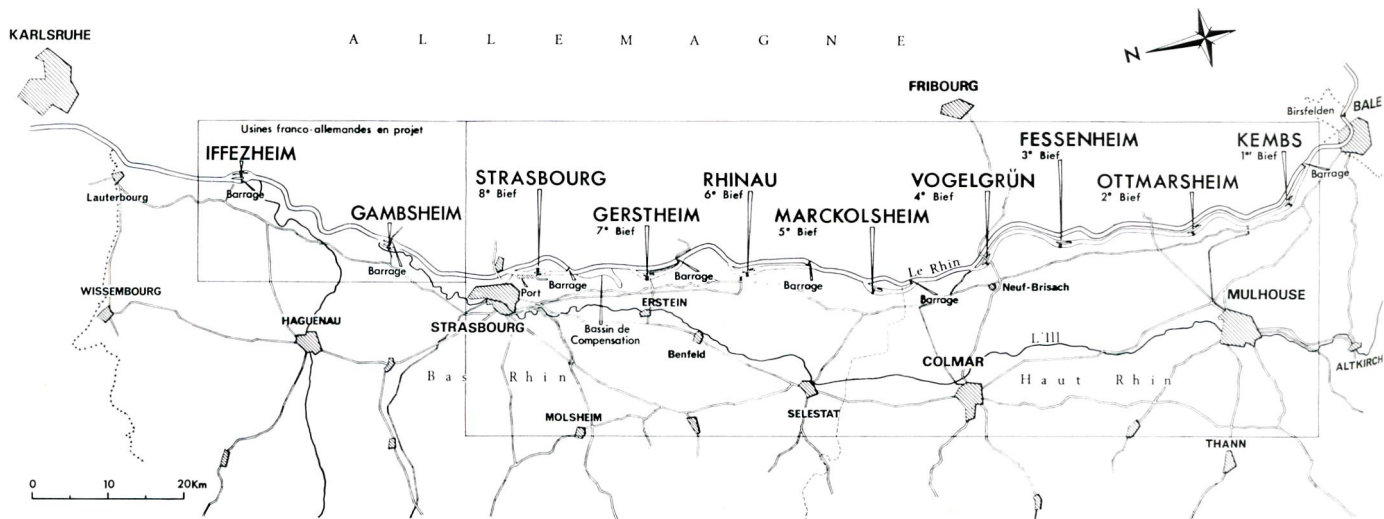 KARLSRUHE
A L L E M A G N E
N
FRIBOURG
Birsfelden
BALE
Usines franco-allemandes en projet
IFFEZHEIM
Barrage
Lauterbourg
GAMBSHEIM
Barrage
STRASBOURG
8e Bief
GERSTHEIM
7e Bief
RHINAU
6e Bief
MARCKOLSHEIM
5e Bief
VOGELGRÜN
4e Bief
FESSENHEIM
3e Bief
OTTMARSHEIM
2e Bief
KEMBS
1er Bief
Barrage
Port
Barrage
Barrage
Barrage
Le Rhin
Barrage
Neuf-Brisach
WISSEMBOURG
HAGUENAU
STRASBOURG
Bassin de
Compensation
ERSTEIN
Benfeld
MULHOUSE
L'Ill
COLMAR
ALTKIRCH
Bas Rhin
Haut Rhin
MOLSHEIM
SELESTAT
THANN
0 10 20Km